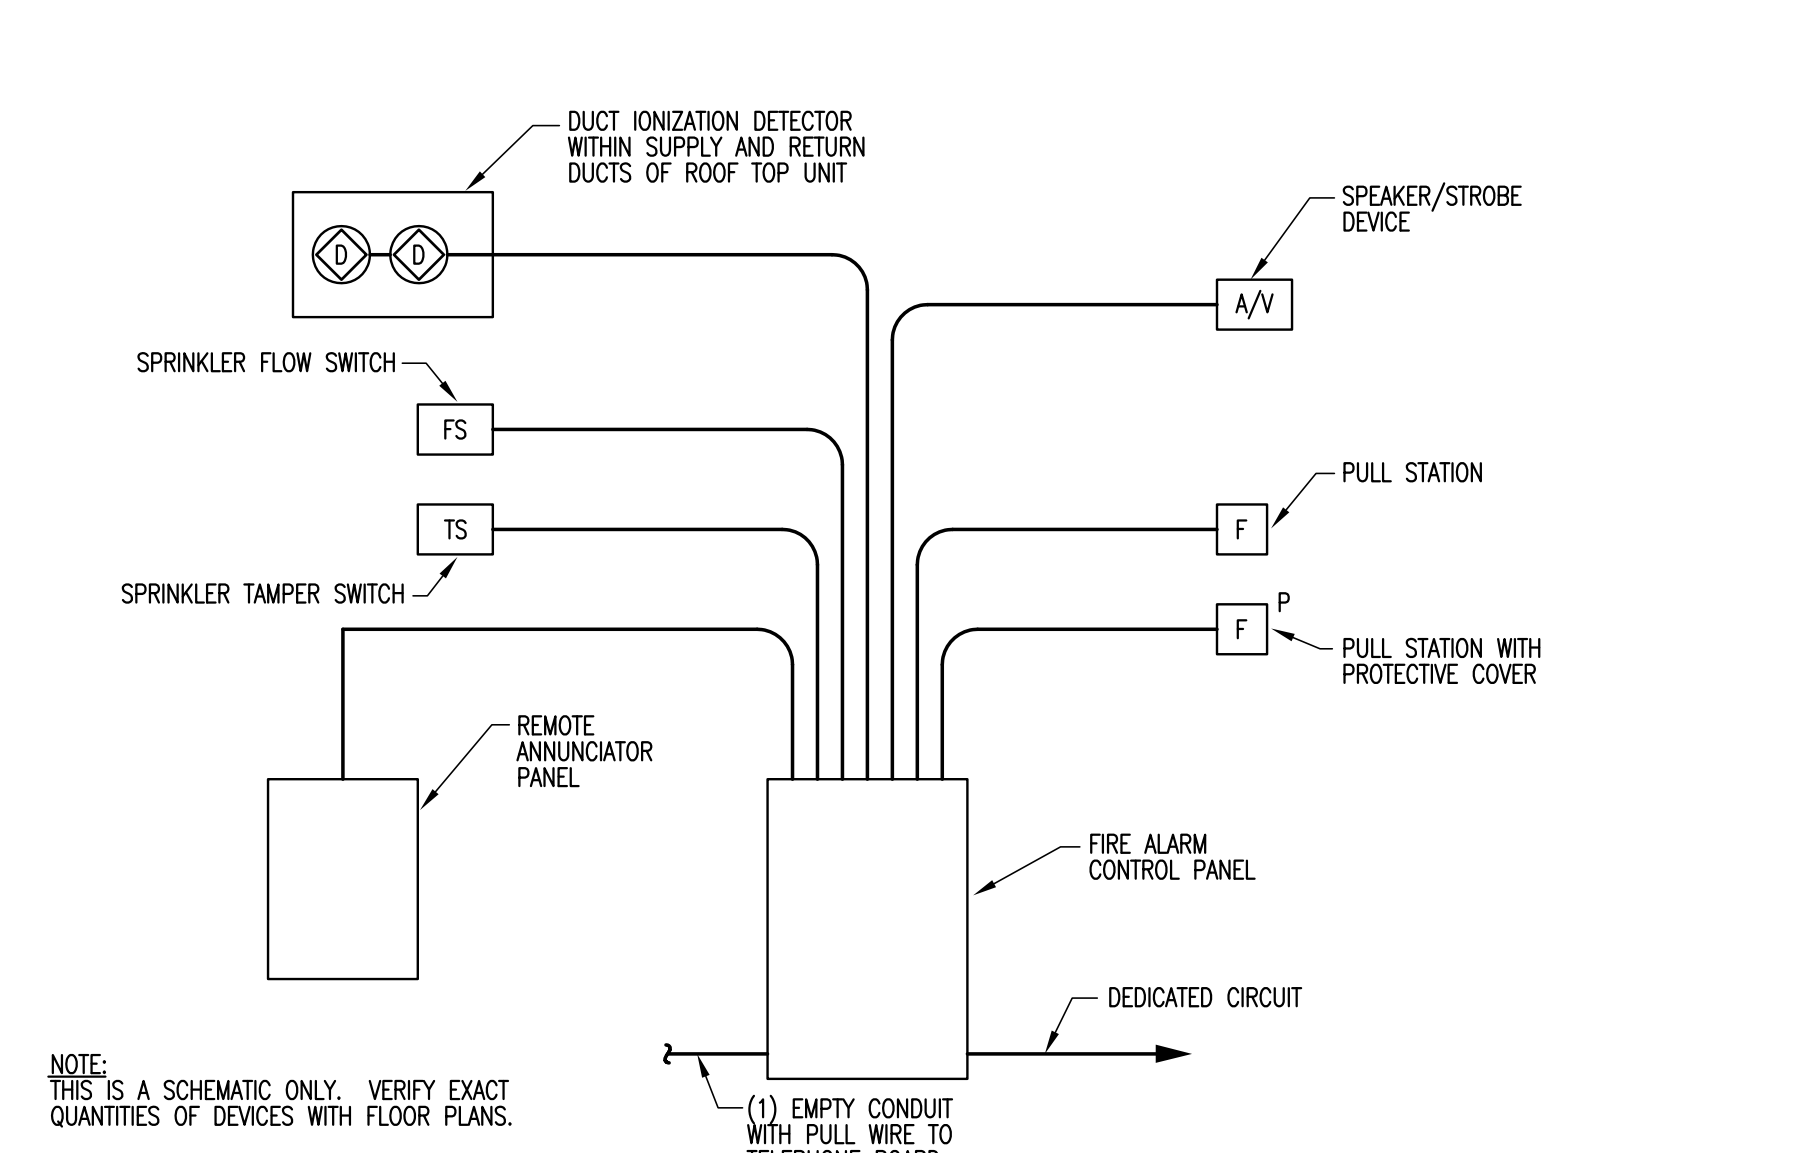 DUCT IONIZATION DETECTOR
WITHIN SUPPLY AND RETURN
DUCTS OF ROOF TOP UNIT
SPEAKER/STROBE
DEVICE
D
D
A/V
SPRINKLER FLOW SWITCH
FS
PULL STATION
TS
F
SPRINKLER TAMPER SWITCH
P
F
PULL STATION WITH
PROTECTIVE COVER
REMOTE
ANNUNCIATOR
PANEL
FIRE ALARM
CONTROL PANEL
DEDICATED CIRCUIT
NOTE:
THIS IS A SCHEMATIC ONLY. VERIFY EXACT
QUANTITIES OF DEVICES WITH FLOOR PLANS.
(1) EMPTY CONDUIT
WITH PULL WIRE TO